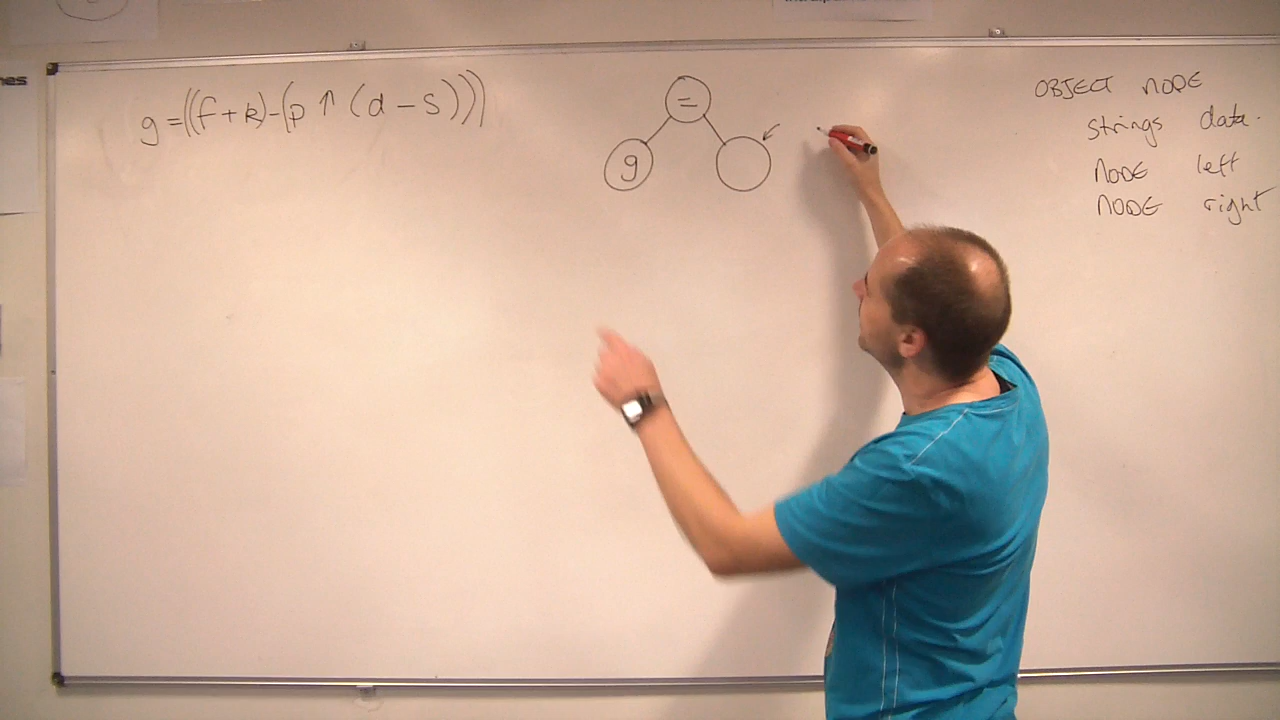 g = ((f + k) - (p ↑ (d - s)))
=
g
OBJECT NODE
strings data.
NODE left
NODE right